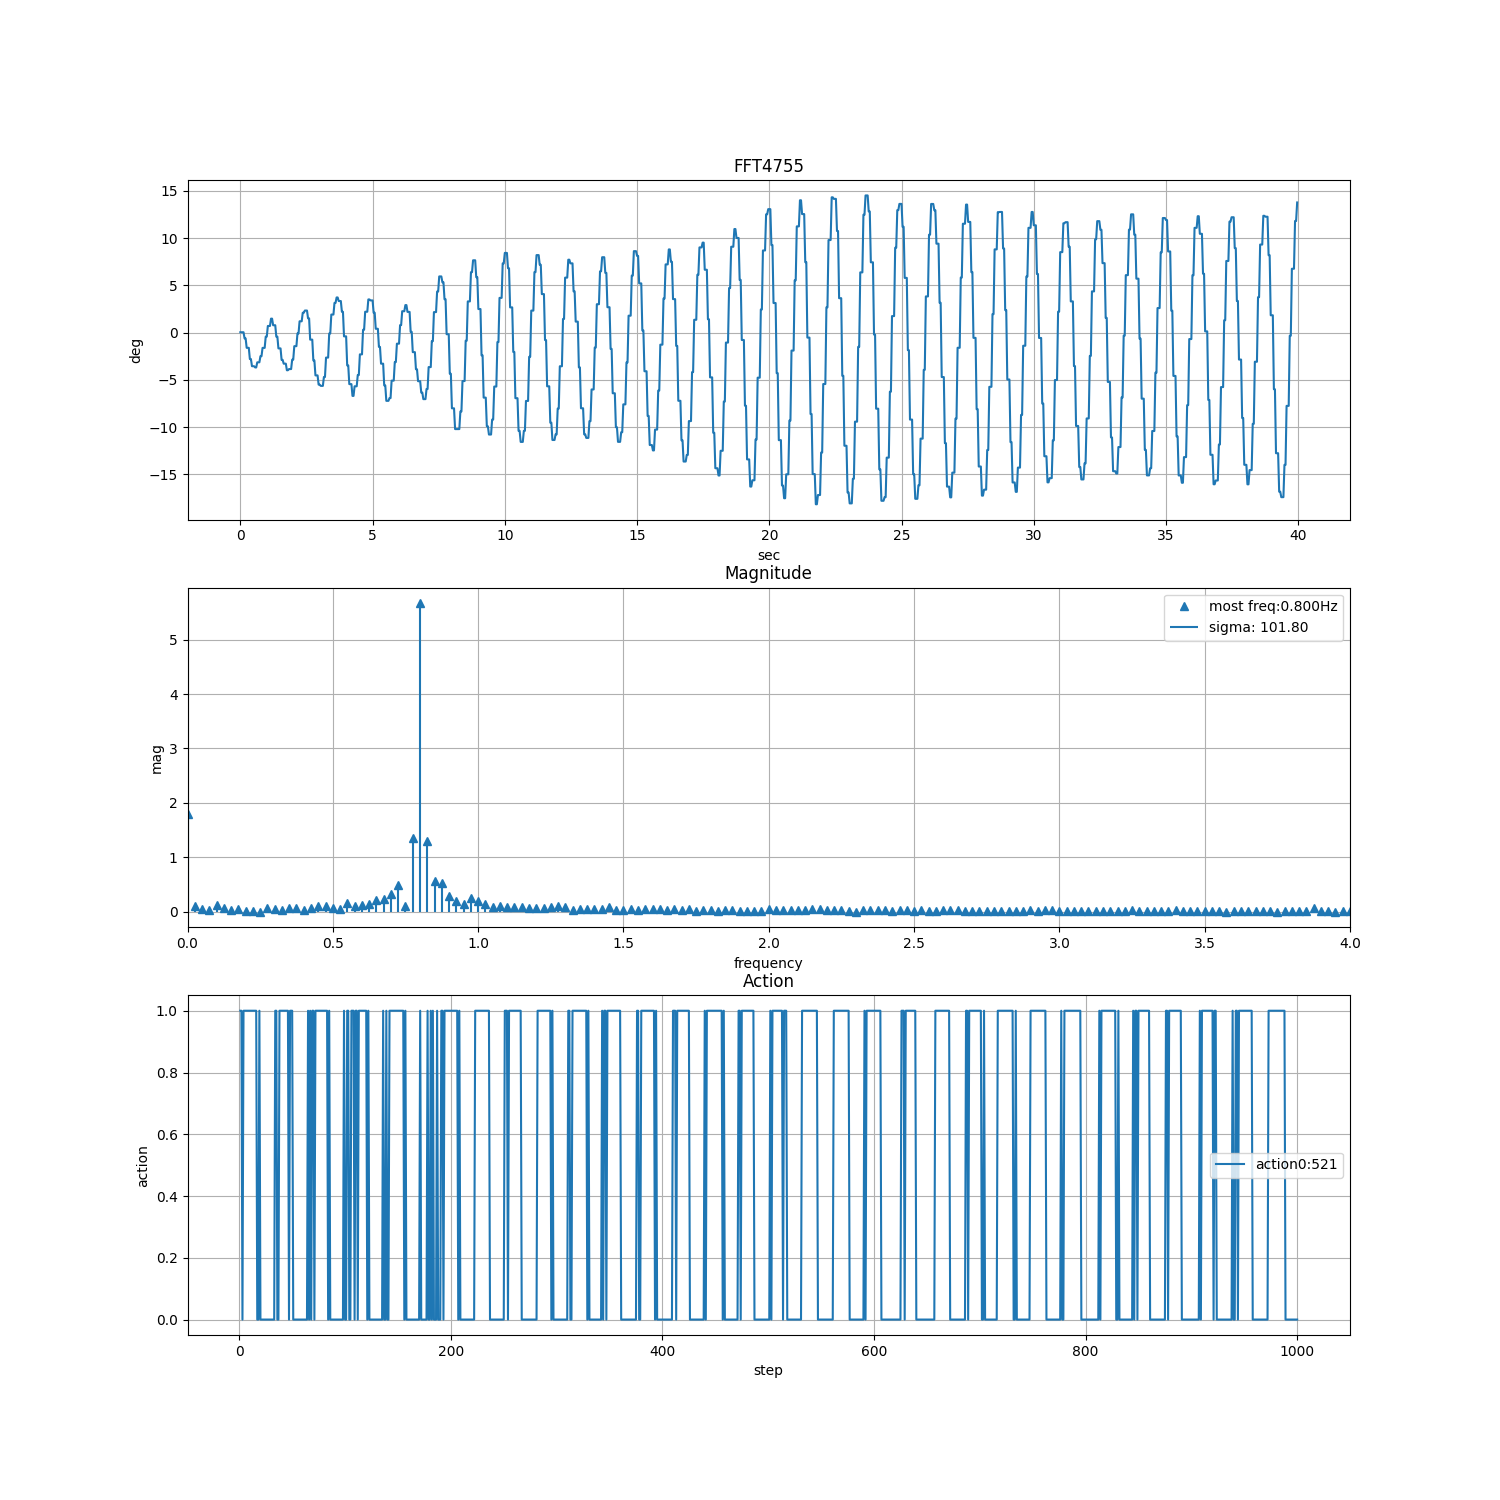 FFT4755
15
10
5
0
−5
−10
−15
deg
0 5 10 15 20 25 30 35 40
sec
Magnitude
most freq:0.800Hz
sigma: 101.80
5
4
3
2
1
0
mag
0.0 0.5 1.0 1.5 2.0 2.5 3.0 3.5 4.0
frequency
Action
1.0
0.8
0.6
0.4
0.2
0.0
action
action0:521
0 200 400 600 800 1000
step